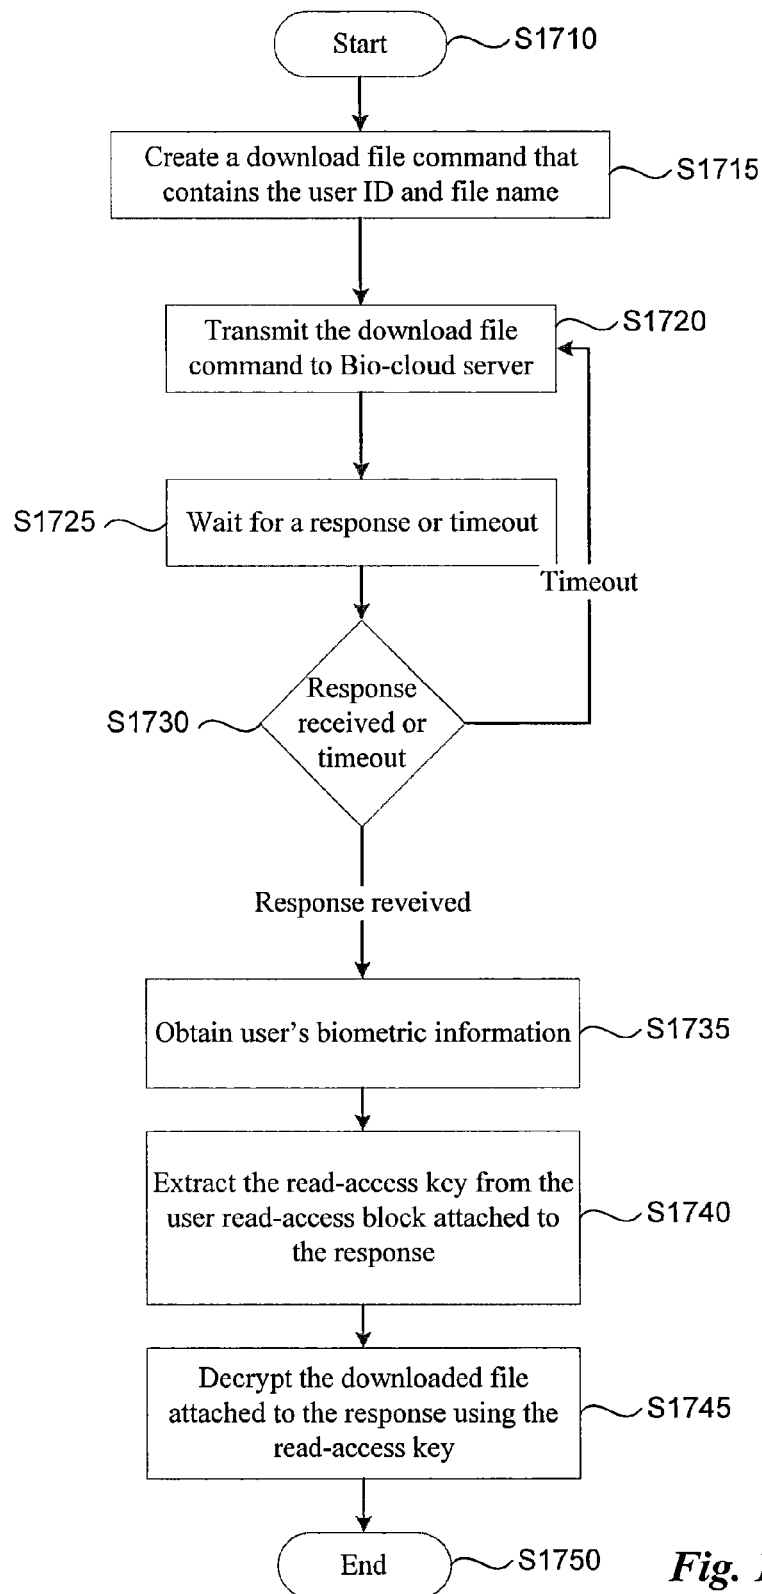 Start
S1710
Create a download file command that
contains the user ID and file name
S1715
Transmit the download file
command to Bio-cloud server
S1720
S1725
Wait for a response or timeout
Timeout
S1730
Response
received or
timeout
Response reveived
Obtain user's biometric information
S1735
Extract the read-access key from the
user read-access block attached to
the response
S1740
Decrypt the downloaded file
attached to the response using the
read-access key
S1745
End
S1750
Fig.